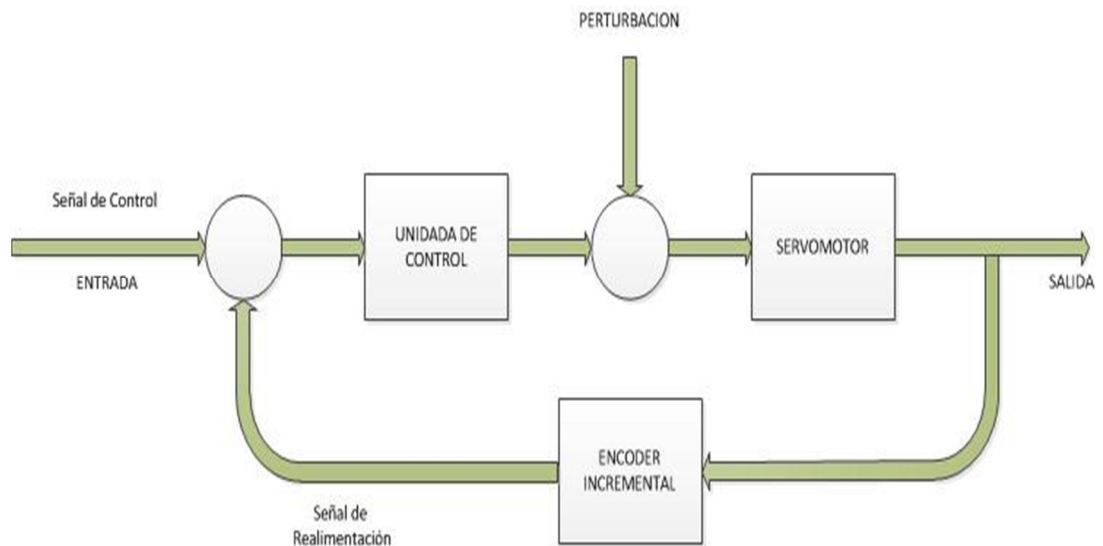 PERTURBACION
Señal de Control
ENTRADA
UNIDADA DE
CONTROL
SERVOMOTOR
SALIDA
ENCODER
INCREMENTAL
Señal de
Realimentación